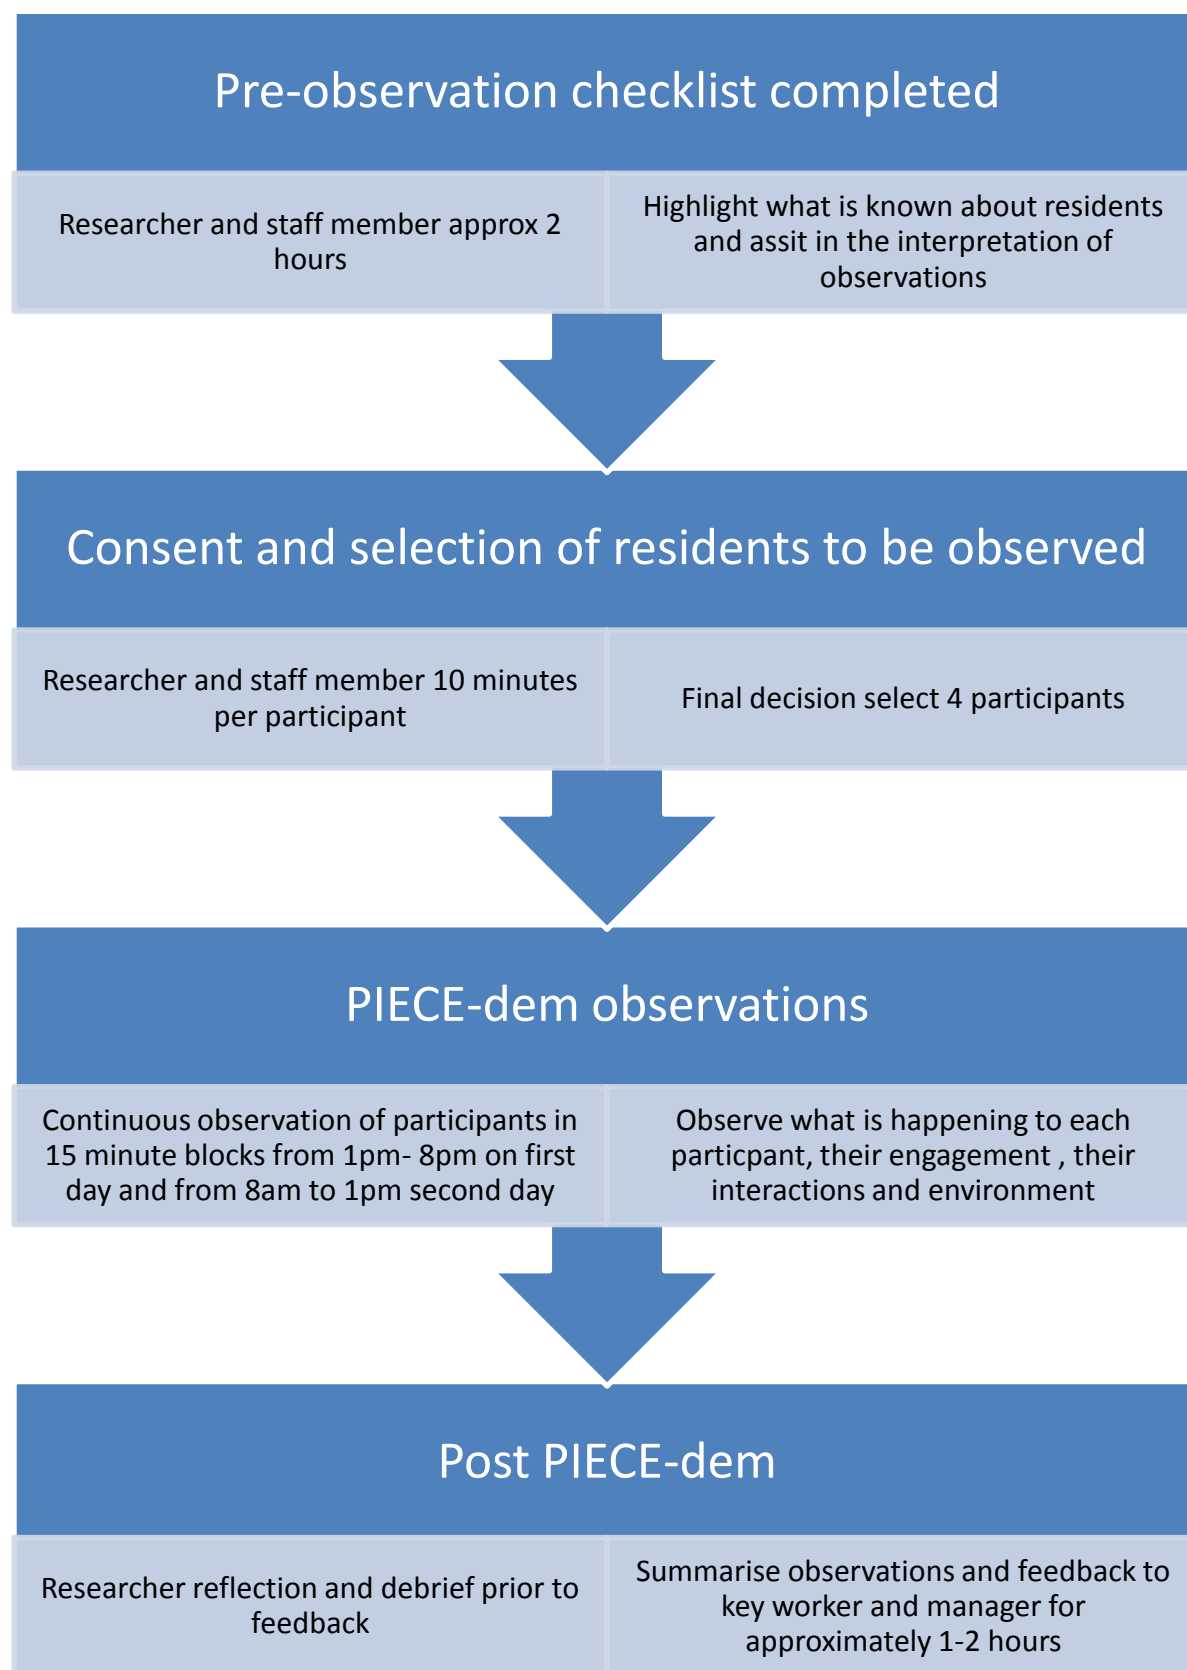 Pre-observation checklist completed
Researcher and staff member approx 2
hours
Highlight what is known about residents
and assit in the interpretation of
observations
Consent and selection of residents to be observed
Researcher and staff member 10 minutes
per participant
Final decision select 4 participants
PIECE-dem observations
Continuous observation of participants in
15 minute blocks from 1pm- 8pm on first
day and from 8am to 1pm second day
Observe what is happening to each
particpant, their engagement , their
interactions and environment
Post PIECE-dem
Researcher reflection and debrief prior to
feedback
Summarise observations and feedback to
key worker and manager for
approximately 1-2 hours